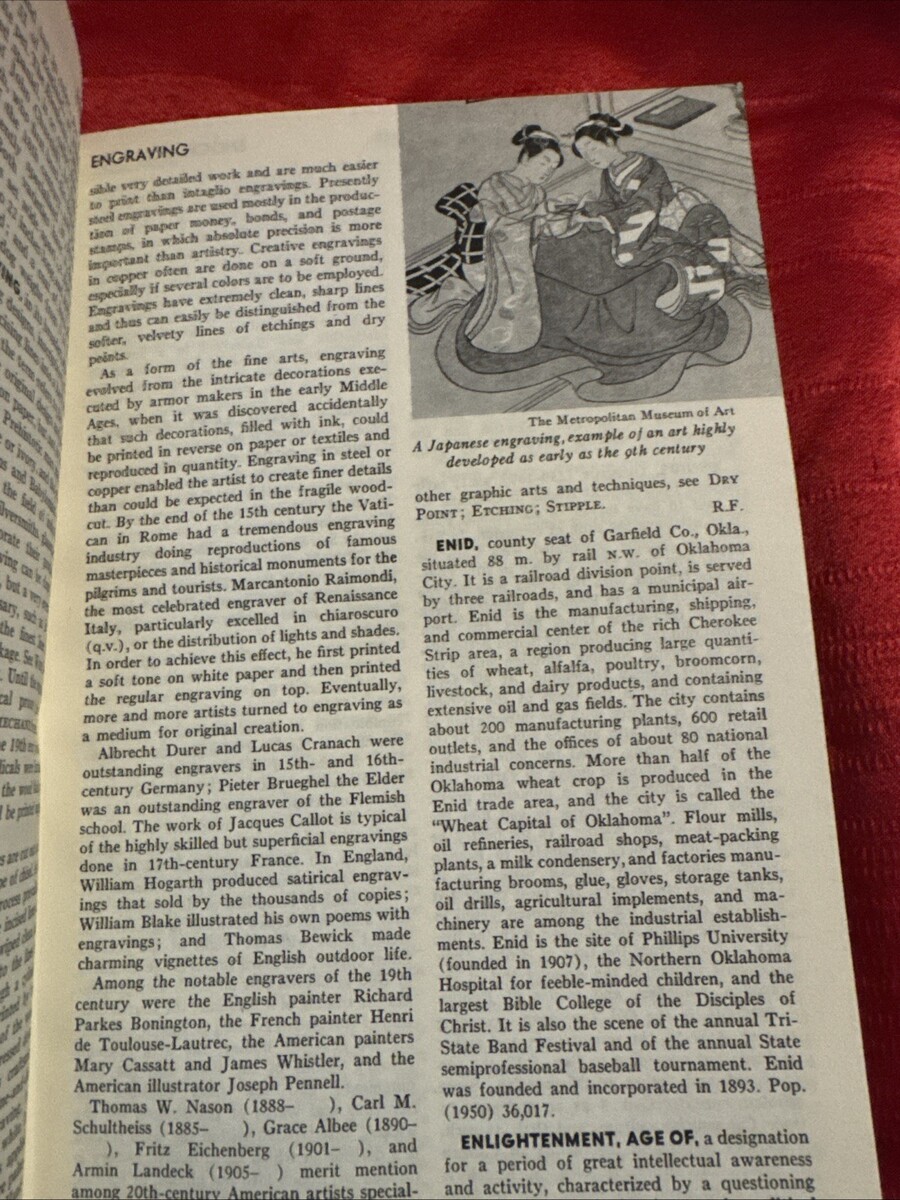 ENGRAVING
sible very detailed work and are much easier
to print than intaglio engravings. Presently
steel engravings are used mostly in the produc-
tion of paper money, bonds, and postage
stamps, in which absolute precision is more
important than artistry. Creative engravings
in copper often are done on a soft ground,
especially if several colors are to be employed.
Engravings have extremely clean, sharp lines
and thus can easily be distinguished from the
softer, velvety lines of etchings and dry
points.
As a form of the fine arts, engraving
evolved from the intricate decorations exe-
cuted by armor makers in the early Middle
Ages, when it was discovered accidentally
that such decorations, filled with ink, could
be printed in reverse on paper or textiles and
reproduced in quantity. Engraving in steel or
copper enabled the artist to create finer details
than could be expected in the fragile wood-
cut. By the end of the 15th century the Vati-
can in Rome had a tremendous engraving
industry doing reproductions of famous
masterpieces and historical monuments for the
pilgrims and tourists. Marcantonio Raimondi,
the most celebrated engraver of Renaissance
Italy, particularly excelled in chiaroscuro
(q.v.), or the distribution of lights and shades.
In order to achieve this effect, he first printed
a soft tone on white paper and then printed
the regular engraving on top. Eventually,
more and more artists turned to engraving as
a medium for original creation.
Albrecht Durer and Lucas Cranach were
outstanding engravers in 15th- and 16th-
century Germany; Pieter Brueghel the Elder
was an outstanding engraver of the Flemish
school. The work of Jacques Callot is typical
of the highly skilled but superficial engravings
done in 17th-century France. In England,
William Hogarth produced satirical engrav-
ings that sold by the thousands of copies;
William Blake illustrated his own poems with
engravings; and Thomas Bewick made
charming vignettes of English outdoor life.
Among the notable engravers of the 19th
century were the English painter Richard
Parkes Bonington, the French painter Henri
de Toulouse-Lautrec, the American painters
Mary Cassatt and James Whistler, and the
American illustrator Joseph Pennell.
Thomas W. Nason (1888– ), Carl M.
Schultheiss (1885– ), Grace Albee (1890–
), Fritz Eichenberg (1901– ), and
Armin Landeck (1905– ) merit mention
among 20th-century American artists special-
The Metropolitan Museum of Art
A Japanese engraving, example of an art highly
developed as early as the 9th century
other graphic arts and techniques, see DRY
POINT; ETCHING; STIPPLE. R.F.
ENID, county seat of Garfield Co., Okla.,
situated 88 m. by rail N.W. of Oklahoma
City. It is a railroad division point, is served
by three railroads, and has a municipal air-
port. Enid is the manufacturing, shipping,
and commercial center of the rich Cherokee
Strip area, a region producing large quanti-
ties of wheat, alfalfa, poultry, broomcorn,
livestock, and dairy products, and containing
extensive oil and gas fields. The city contains
about 200 manufacturing plants, 600 retail
outlets, and the offices of about 80 national
industrial concerns. More than half of the
Oklahoma wheat crop is produced in the
Enid trade area, and the city is called the
“Wheat Capital of Oklahoma”. Flour mills,
oil refineries, railroad shops, meat-packing
plants, a milk condensery, and factories manu-
facturing brooms, glue, gloves, storage tanks,
oil drills, agricultural implements, and ma-
chinery are among the industrial establish-
ments. Enid is the site of Phillips University
(founded in 1907), the Northern Oklahoma
Hospital for feeble-minded children, and the
largest Bible College of the Disciples of
Christ. It is also the scene of the annual Tri-
State Band Festival and of the annual State
semiprofessional baseball tournament. Enid
was founded and incorporated in 1893. Pop.
(1950) 36,017.
ENLIGHTENMENT, AGE OF, a designation
for a period of great intellectual awareness
and activity, characterized by a questioning